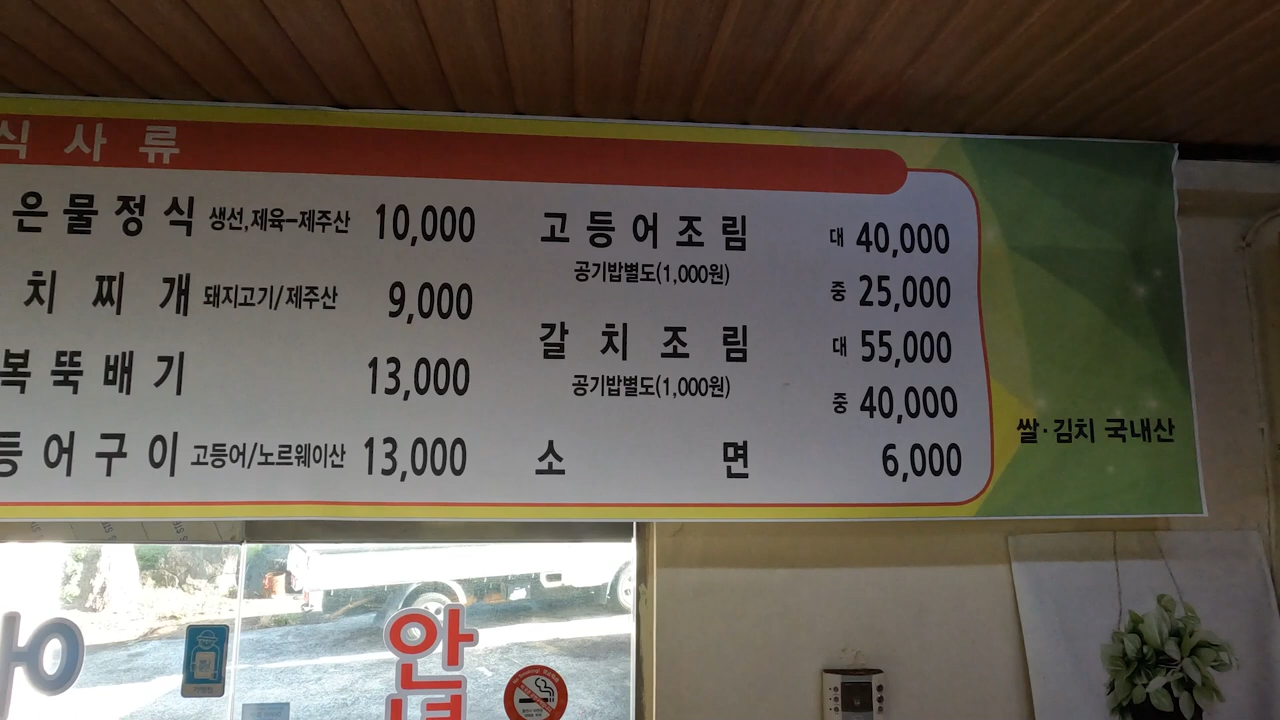 식사류
은물정식 생선,제육-제주산 10,000
치찌개 돼지고기/제주산 9,000
복뚝배기 13,000
등어구이 고등어/노르웨이산 13,000
고등어조림 대 40,000
공기밥별도(1,000원) 중 25,000
갈치조림 대 55,000
공기밥별도(1,000원) 중 40,000
소면 6,000
쌀·김치 국내산
안
녕